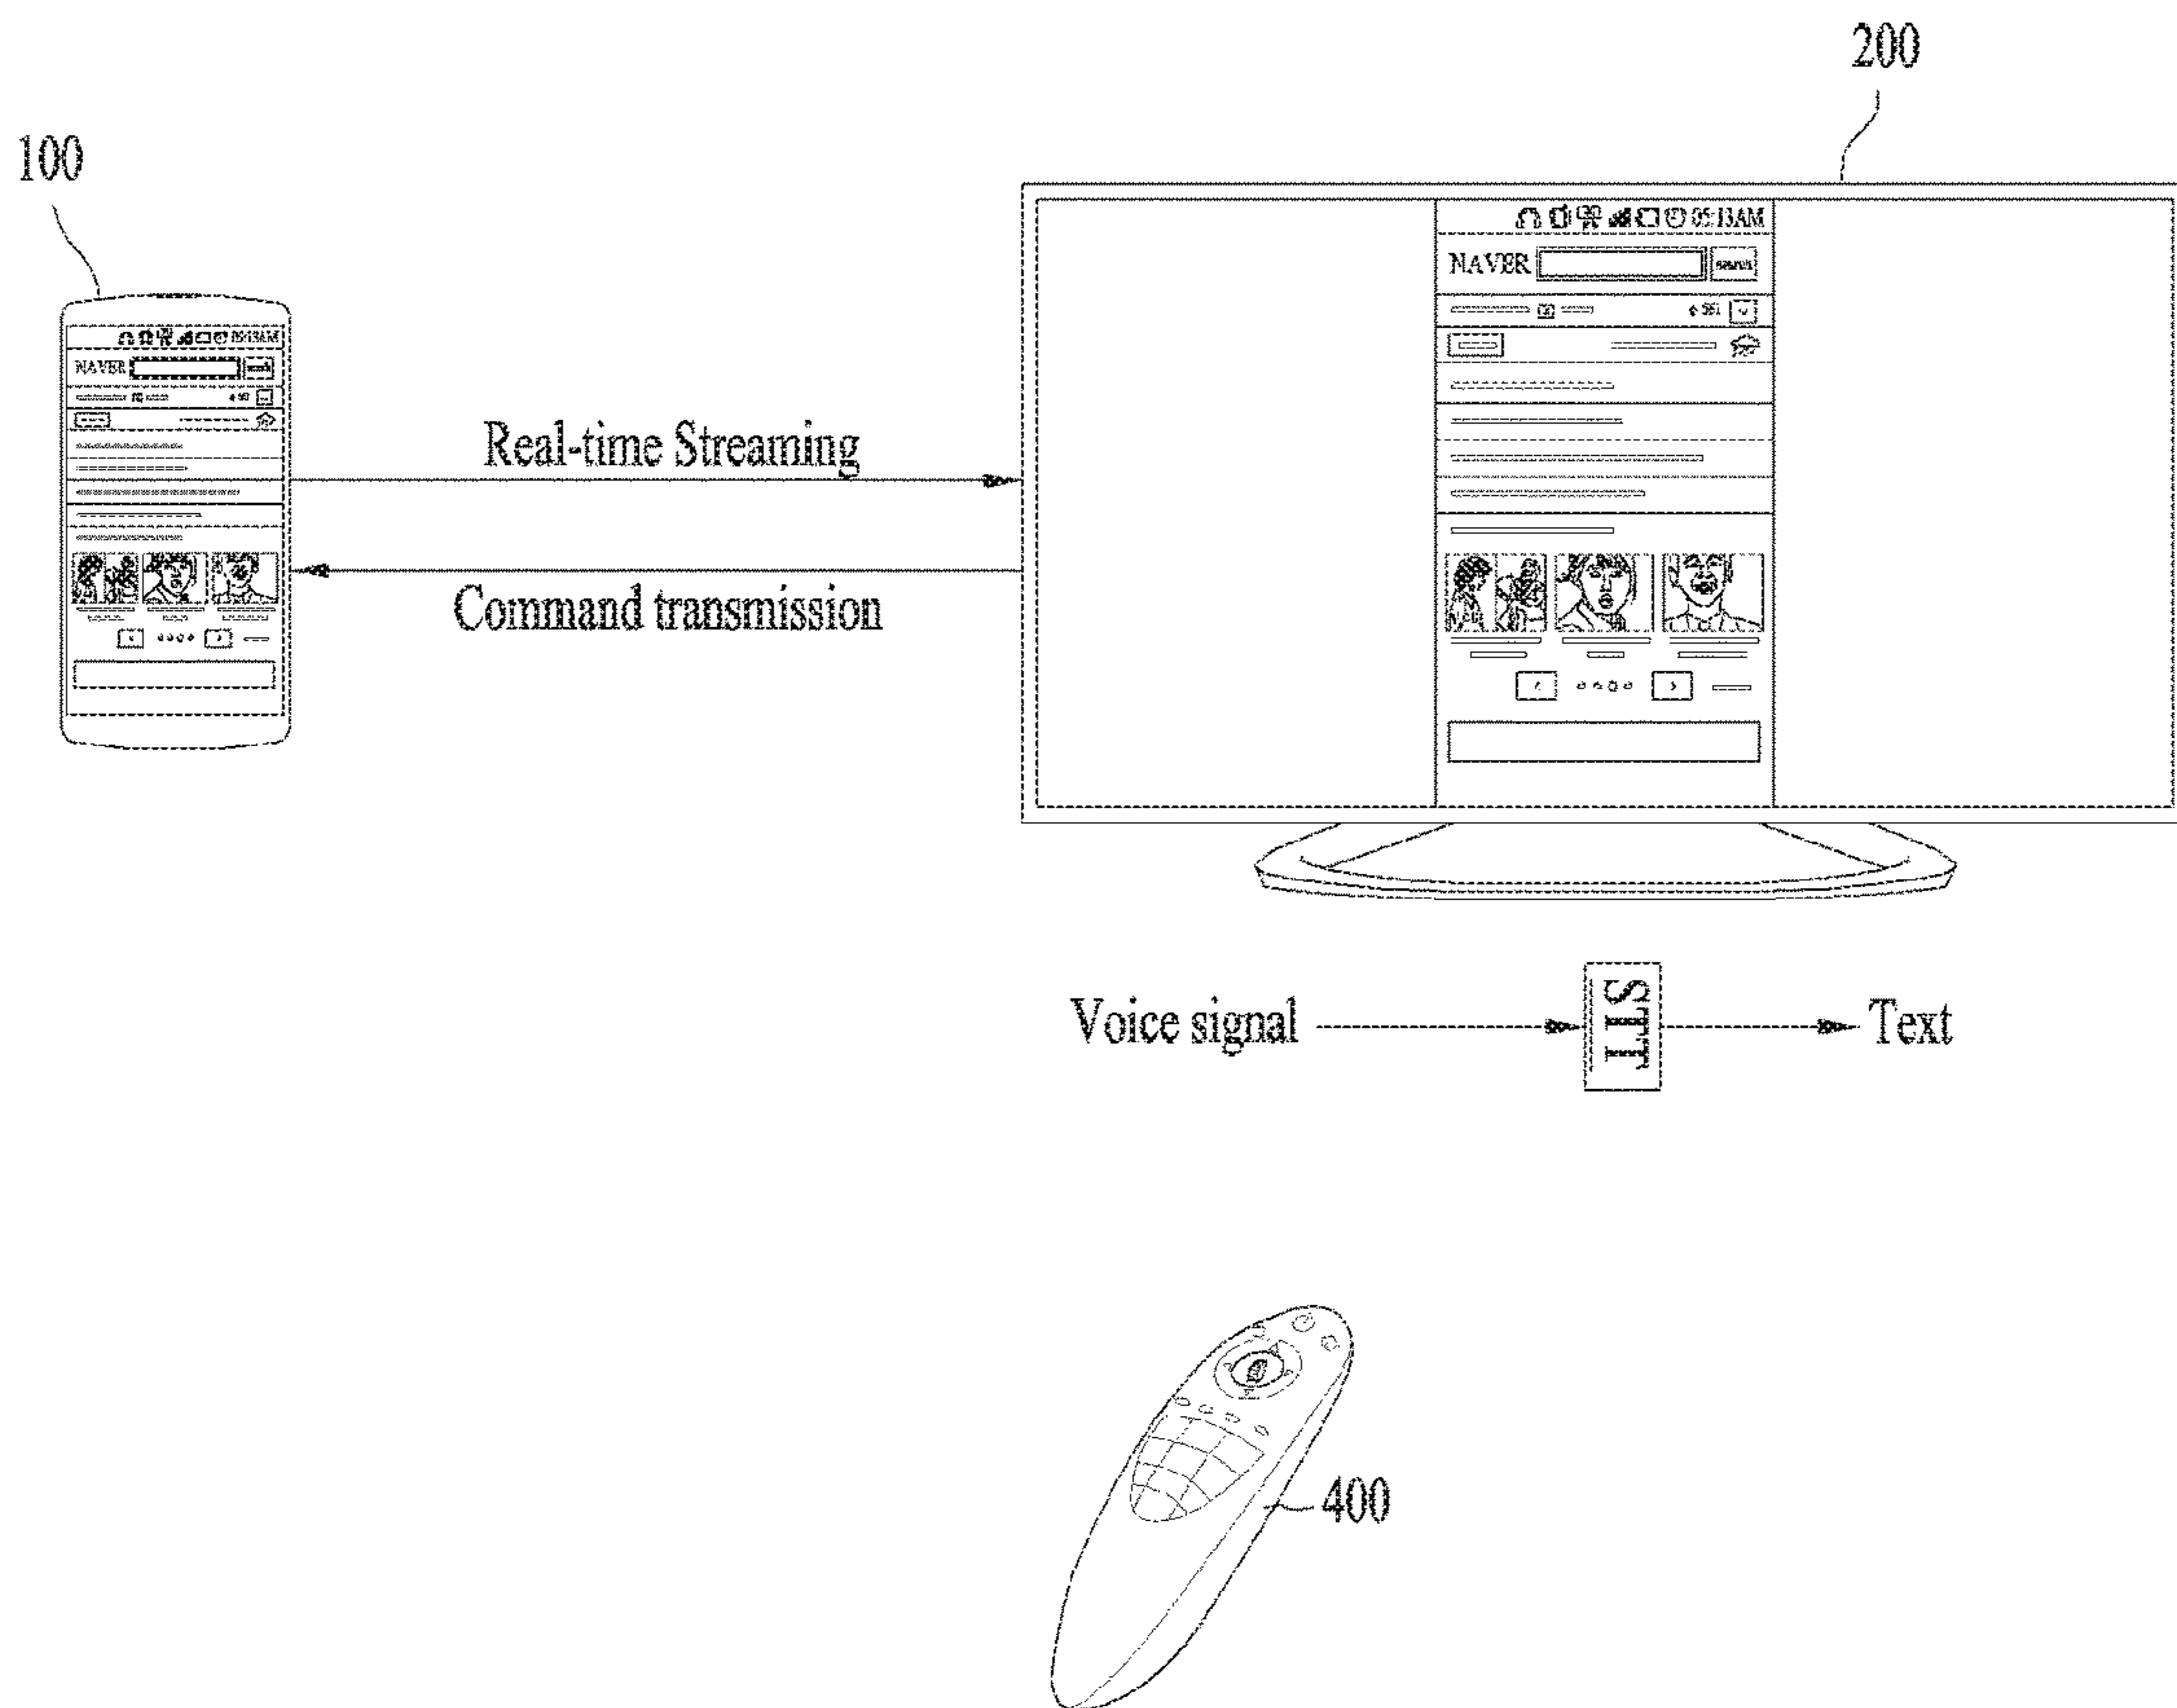 200
100
05:13AM
NAVER search
05:13AM
NAVER
Real-time Streaming
Command transmission
Voice signal
STT
Text
400